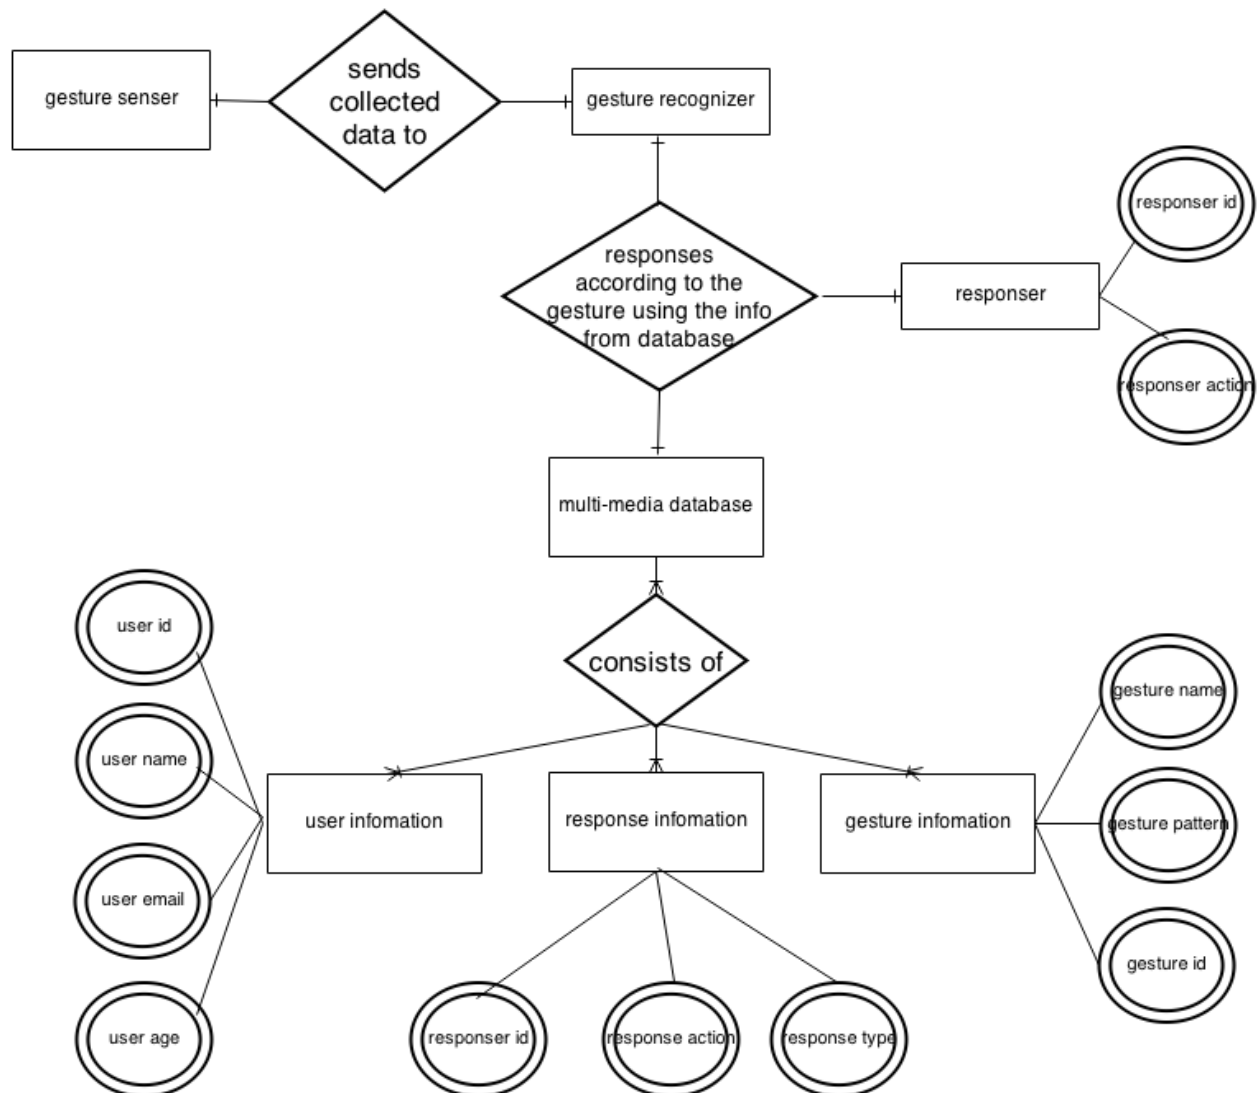 gesture senser
sends
collected
data to
gesture recognizer
responser id
responses
according to the
gesture using the info
from database
responser
responser action
multi-media database
user id
consists of
gesture name
user name
user infomation
response infomation
gesture infomation
gesture pattern
user email
gesture id
user age
responser id
response action
response type